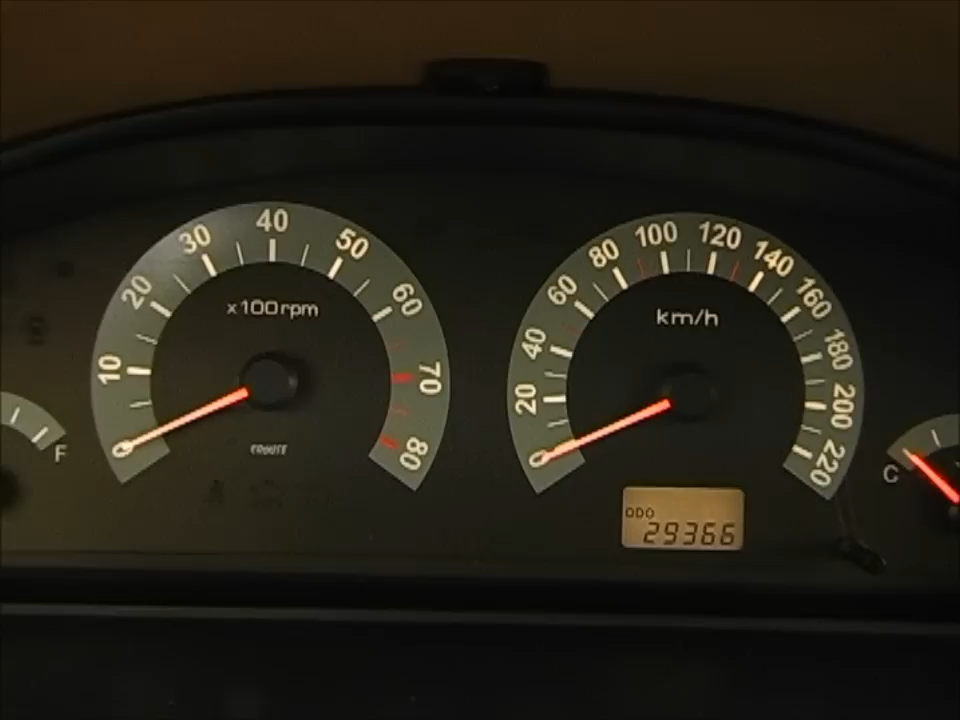 0 10 20 30 40 50 60 70 80
x100rpm
CRUISE
0 20 40 60 80 100 120 140 160 180 200 220
km/h
ODO
29366
F
C